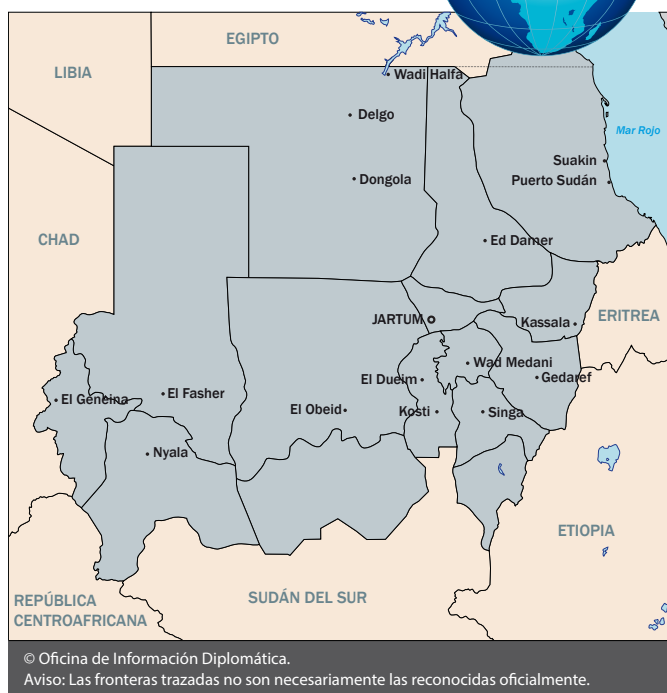 EGIPTO
LIBIA
Wadi Halfa
Delgo
Mar Rojo
Suakin
Dongola
Puerto Sudán
CHAD
Ed Damer
ERITREA
JARTUM
Kassala
Wad Medani
El Dueim
Gedaref
El Geneina
El Fasher
El Obeid
Kosti
Singa
Nyala
ETIOPIA
SUDÁN DEL SUR
REPÚBLICA
CENTROAFRICANA
© Oficina de Información Diplomática.
Aviso: Las fronteras trazadas no son necesariamente las reconocidas oficialmente.